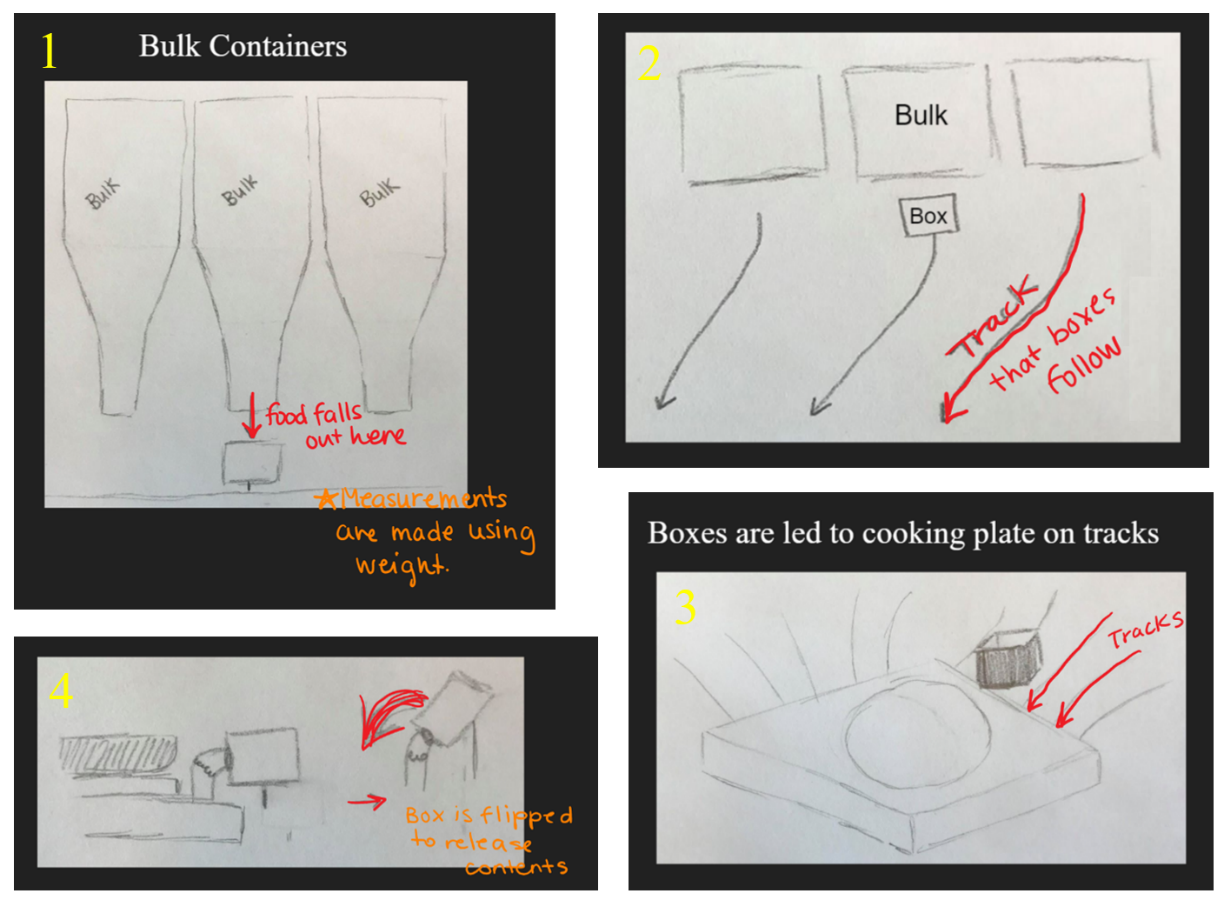 1
Bulk Containers
Bulk
Bulk
Bulk
food falls
out here
★Measurements
are made using
weight.
2
Bulk
Box
Track
that boxes
follow
Boxes are led to cooking plate on tracks
3
Tracks
4
Box is flipped
to release
contents